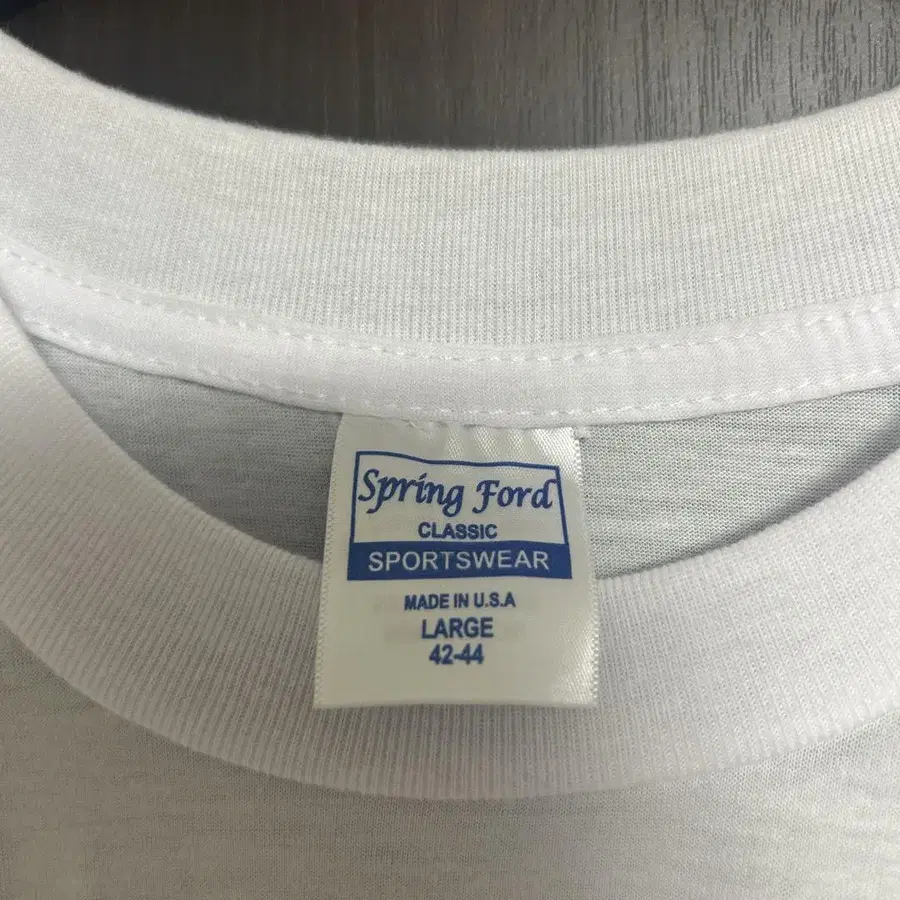 Spring Ford
CLASSIC
SPORTSWEAR
MADE IN U.S.A
LARGE
42-44